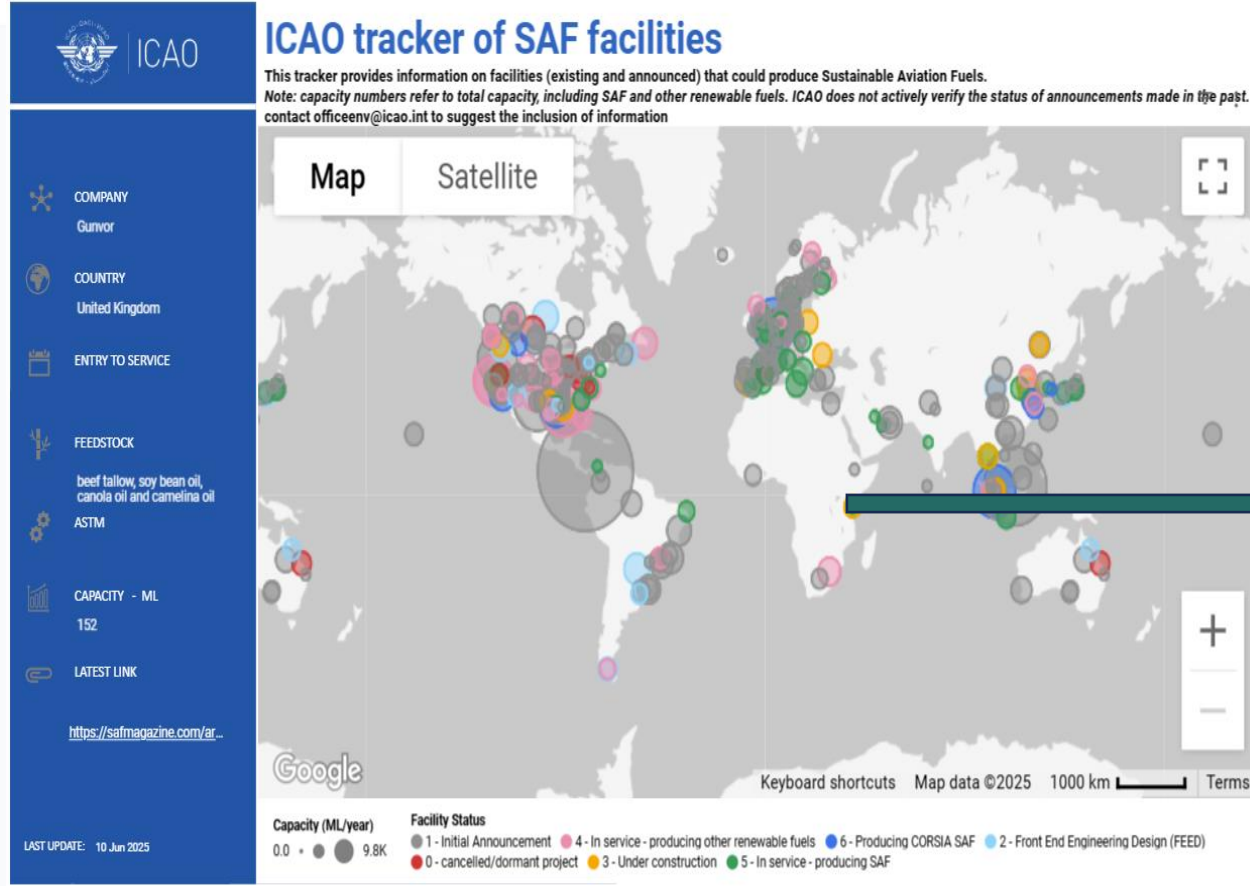 ICAO
ICAO tracker of SAF facilities
This tracker provides information on facilities (existing and announced) that could produce Sustainable Aviation Fuels.
Note: capacity numbers refer to total capacity, including SAF and other renewable fuels. ICAO does not actively verify the status of announcements made in the past.
contact officeenv@icao.int to suggest the inclusion of information
COMPANY
Gunvor
COUNTRY
United Kingdom
ENTRY TO SERVICE
FEEDSTOCK
beef tallow, soy bean oil,
canola oil and camelina oil
ASTM
CAPACITY - ML
152
LATEST LINK
https://safmagazine.com/ar...
LAST UPDATE: 10 Jun 2025
Map Satellite
Google
Keyboard shortcuts Map data ©2025 1000 km Terms
Capacity (ML/year)
0.0 9.8K
Facility Status
1 - Initial Announcement 4 - In service - producing other renewable fuels 6 - Producing CORSIA SAF 2 - Front End Engineering Design (FEED)
0 - cancelled/dormant project 3 - Under construction 5 - In service - producing SAF